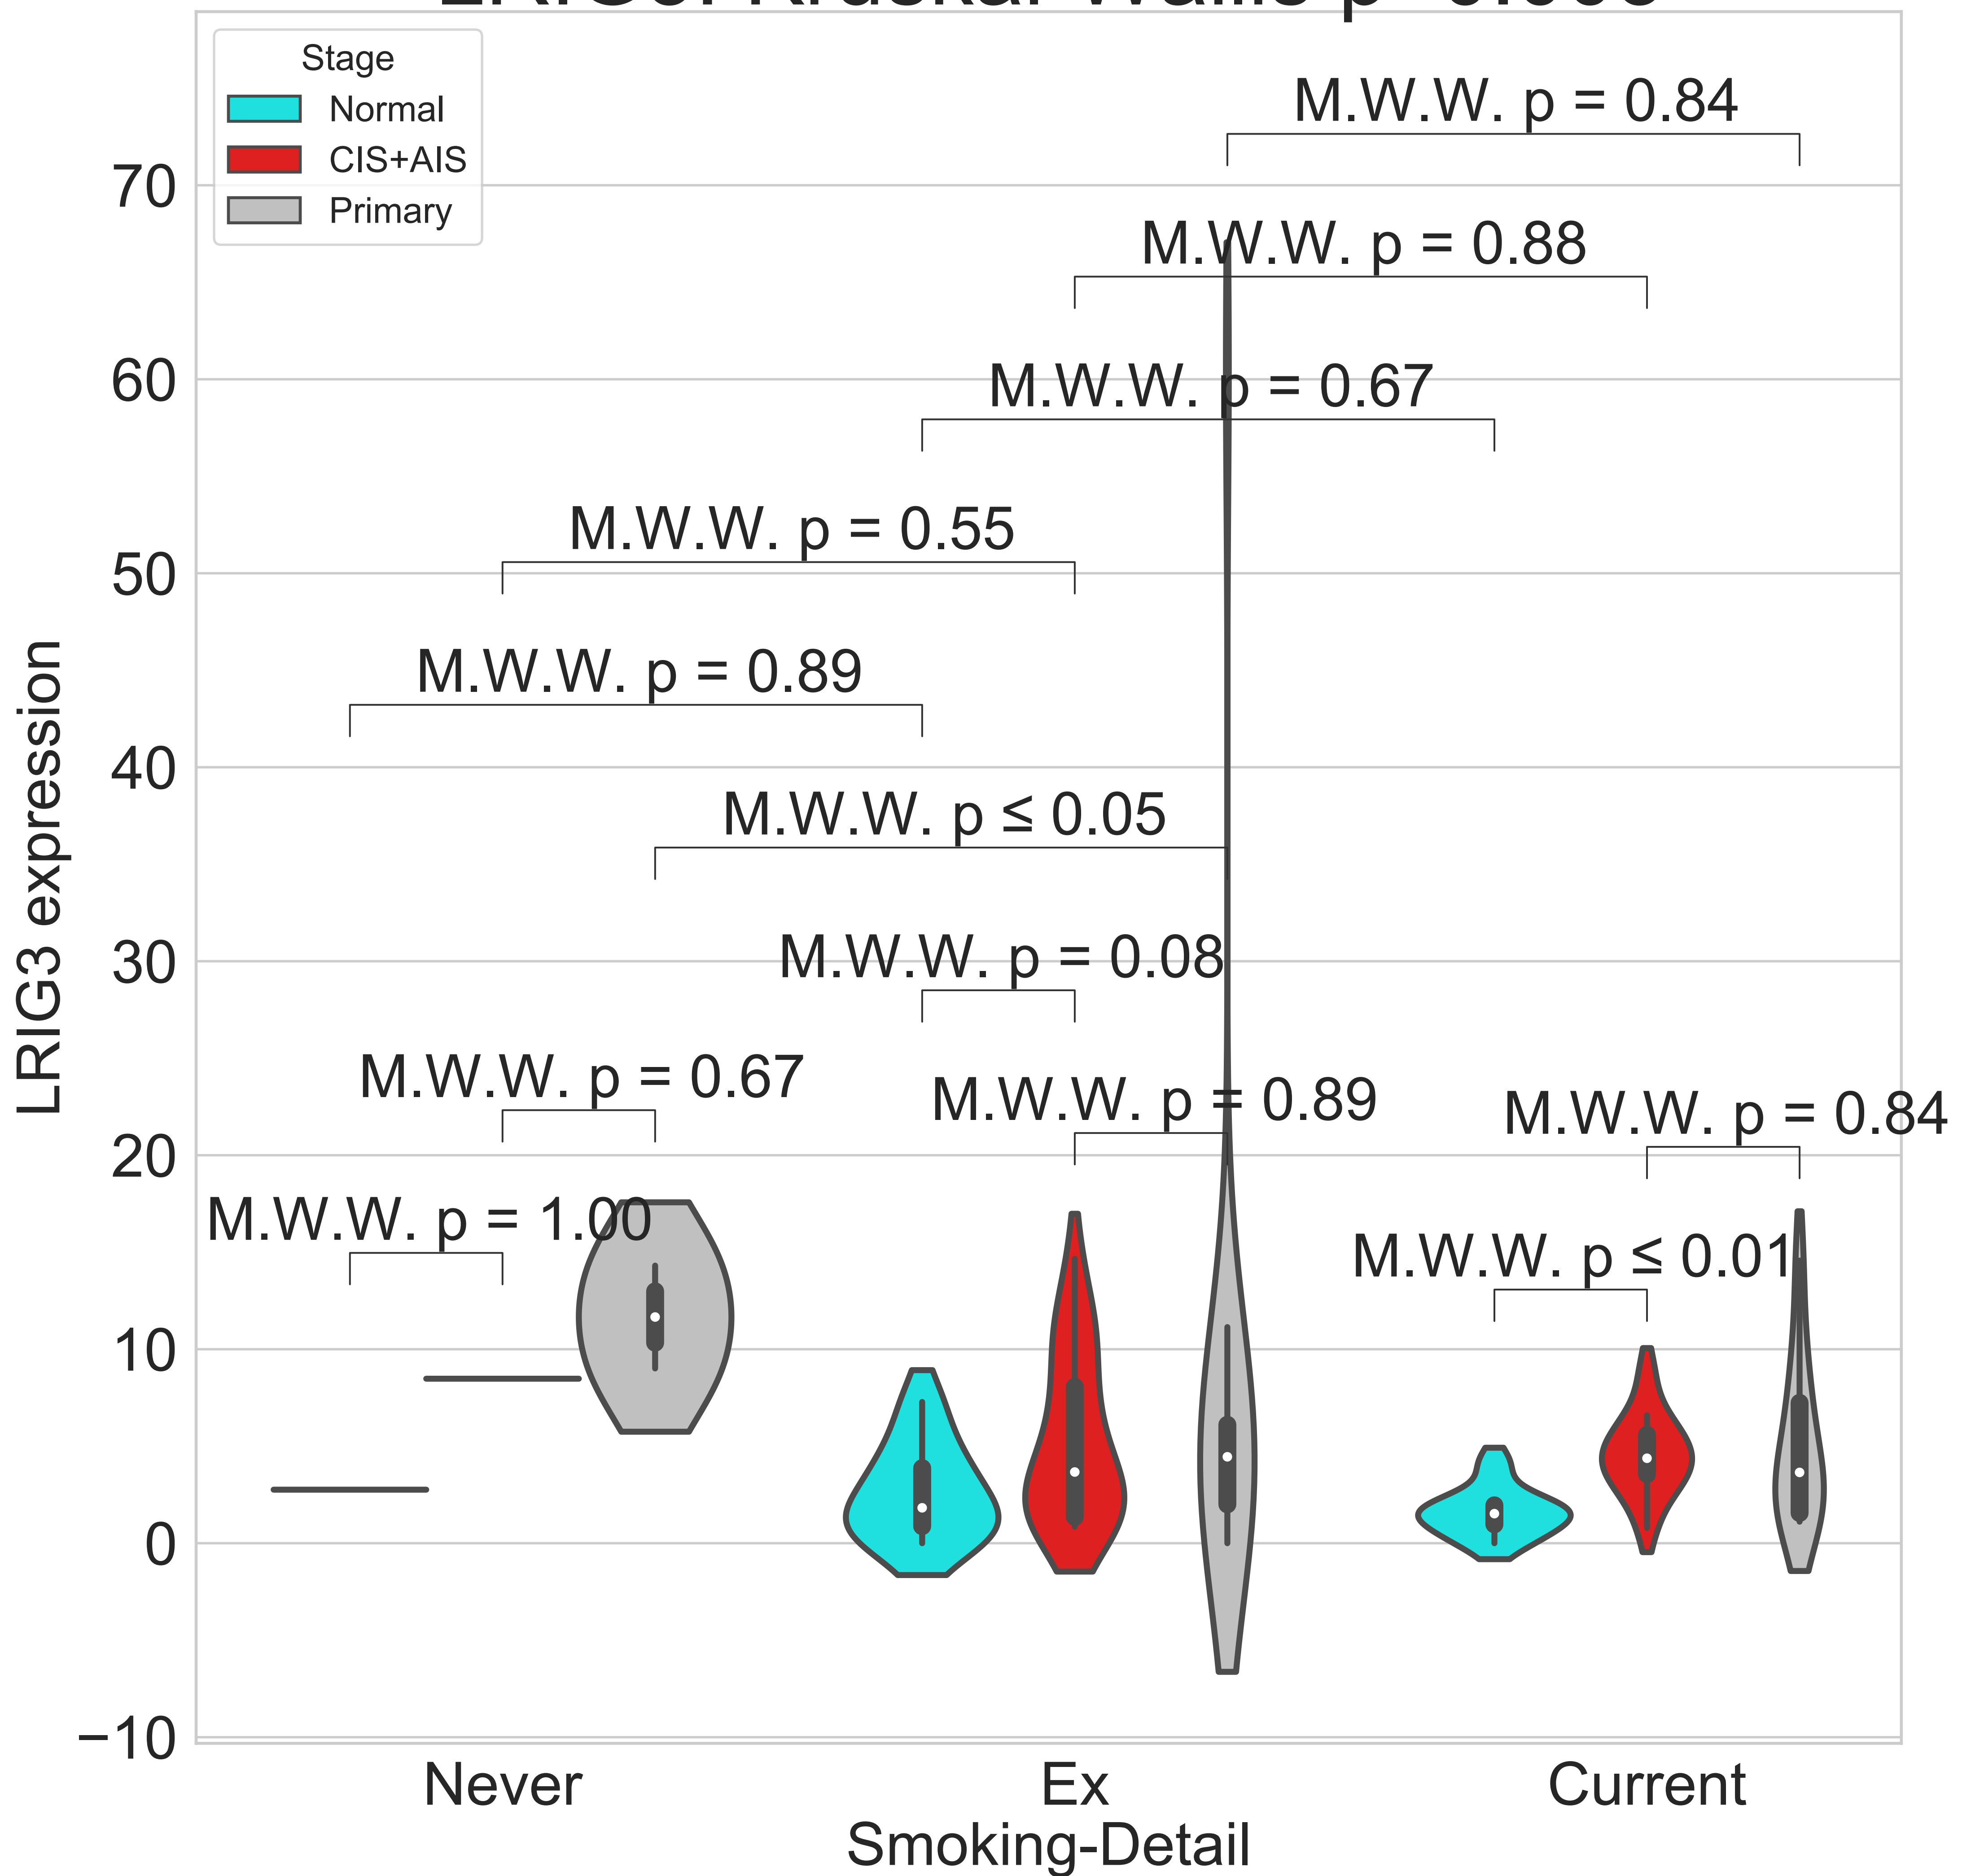 Stage
Normal
CIS+AIS
Primary
M.W.W. p = 0.84
70
M.W.W. p = 0.88
60
M.W.W. p = 0.67
M.W.W. p = 0.55
50
M.W.W. p = 0.89
40
M.W.W. p ≤ 0.05
30
M.W.W. p = 0.08
M.W.W. p = 0.67
M.W.W. p = 0.89
M.W.W. p = 0.84
20
M.W.W. p = 1.00
M.W.W. p ≤ 0.01
10
0
−10
LRIG3 expression
Never
Ex
Current
Smoking-Detail